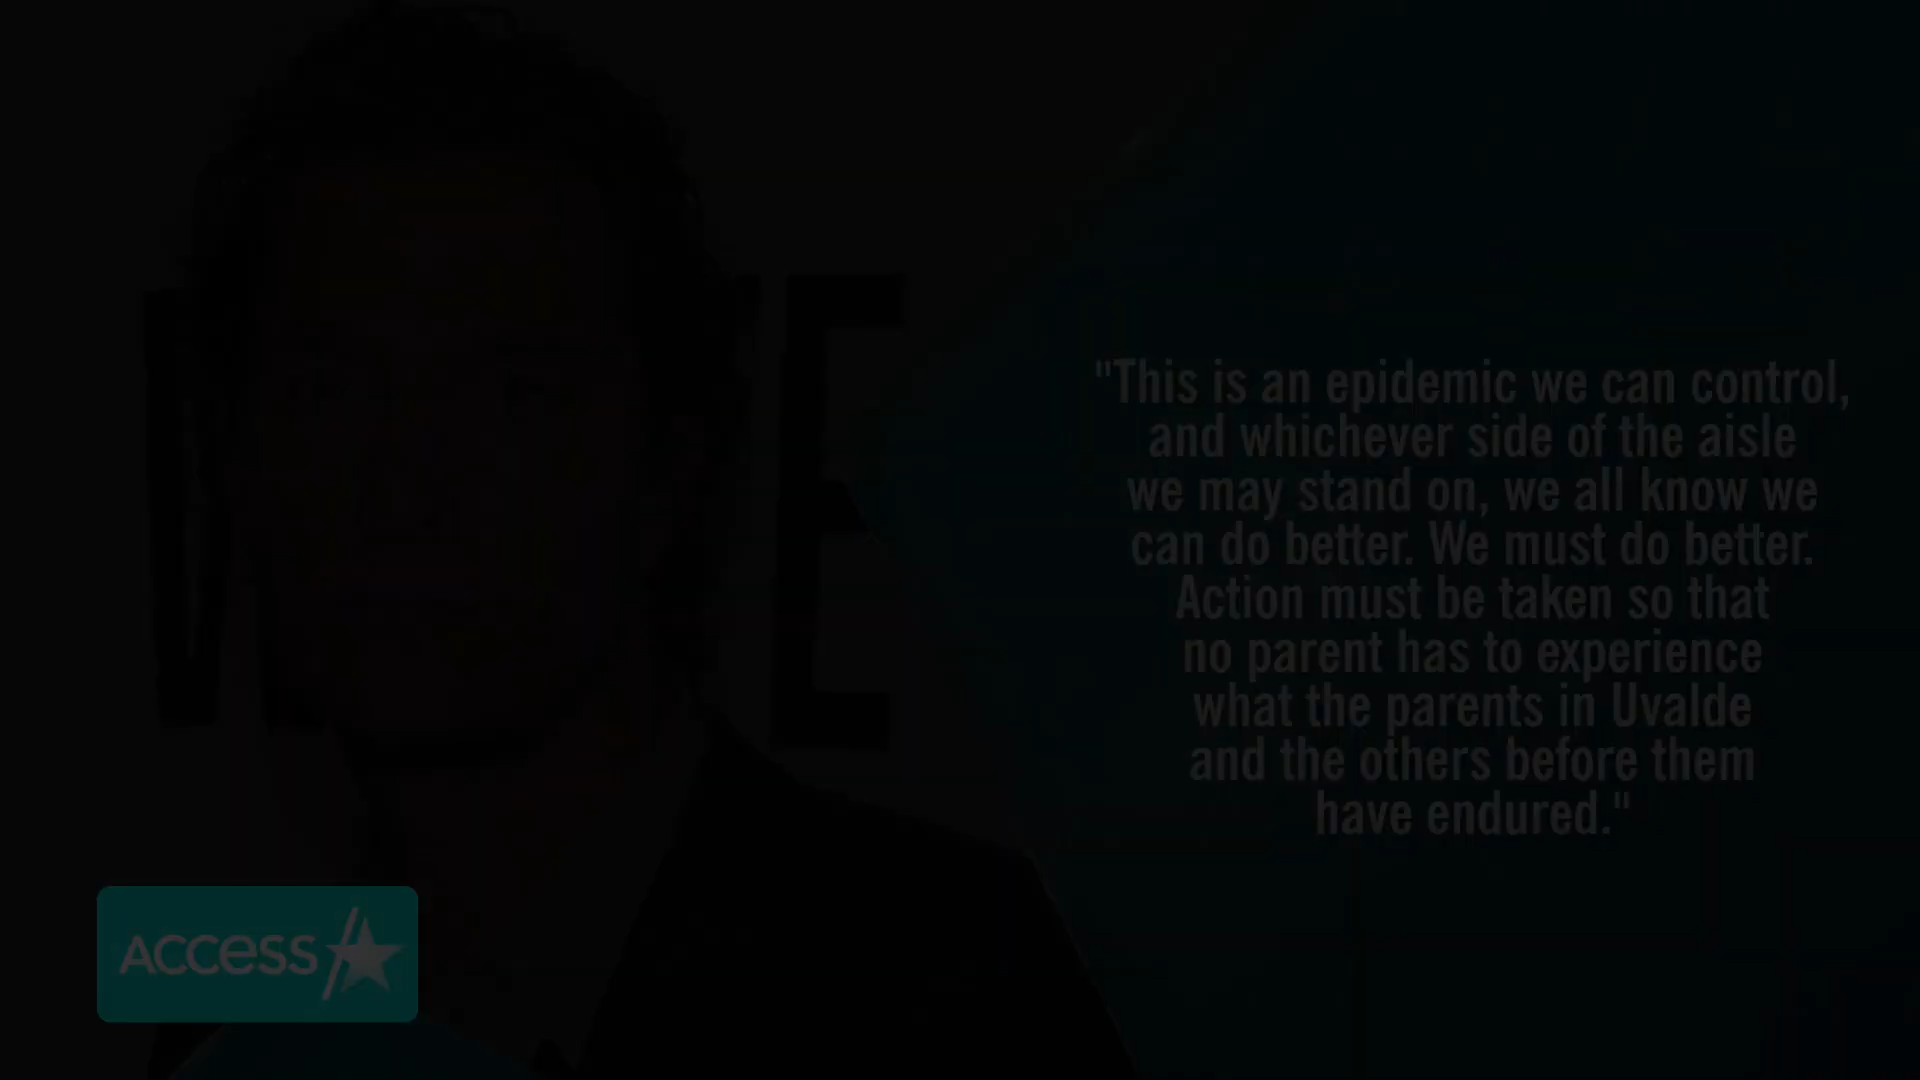 "This is an epidemic we can control,
and whichever side of the aisle
we may stand on, we all know we
can do better. We must do better.
Action must be taken so that
no parent has to experience
what the parents in Uvalde
and the others before them
have endured."
ACCESS